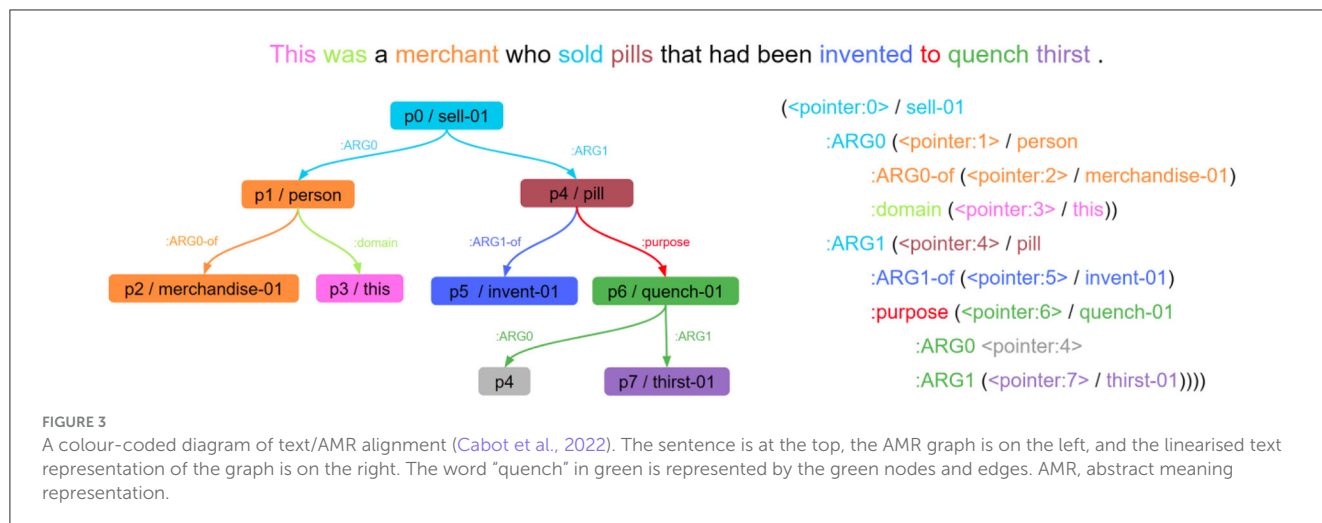 This was a merchant who sold pills that had been invented to quench thirst .
p0 / sell-01
:ARG0
:ARG1
p1 / person
p4 / pill
:ARG0-of
:domain
:ARG1-of
:purpose
p2 / merchandise-01
p3 / this
p5 / invent-01
p6 / quench-01
:ARG0
:ARG1
p4
p7 / thirst-01
(<pointer:0> / sell-01
:ARG0 (<pointer:1> / person
:ARG0-of (<pointer:2> / merchandise-01)
:domain (<pointer:3> / this))
:ARG1 (<pointer:4> / pill
:ARG1-of (<pointer:5> / invent-01)
:purpose (<pointer:6> / quench-01
:ARG0 <pointer:4>
:ARG1 (<pointer:7> / thirst-01))))
FIGURE 3
A colour-coded diagram of text/AMR alignment (Cabot et al., 2022). The sentence is at the top, the AMR graph is on the left, and the linearised text
representation of the graph is on the right. The word “quench” in green is represented by the green nodes and edges. AMR, abstract meaning
representation.